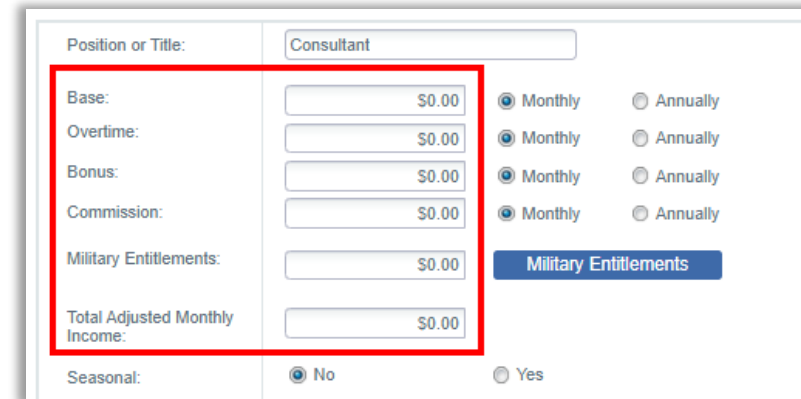 Position or Title: Consultant
Base: $0.00 Monthly Annually
Overtime: $0.00 Monthly Annually
Bonus: $0.00 Monthly Annually
Commission: $0.00 Monthly Annually
Military Entitlements: $0.00 Military Entitlements
Total Adjusted Monthly
Income: $0.00
Seasonal: No Yes